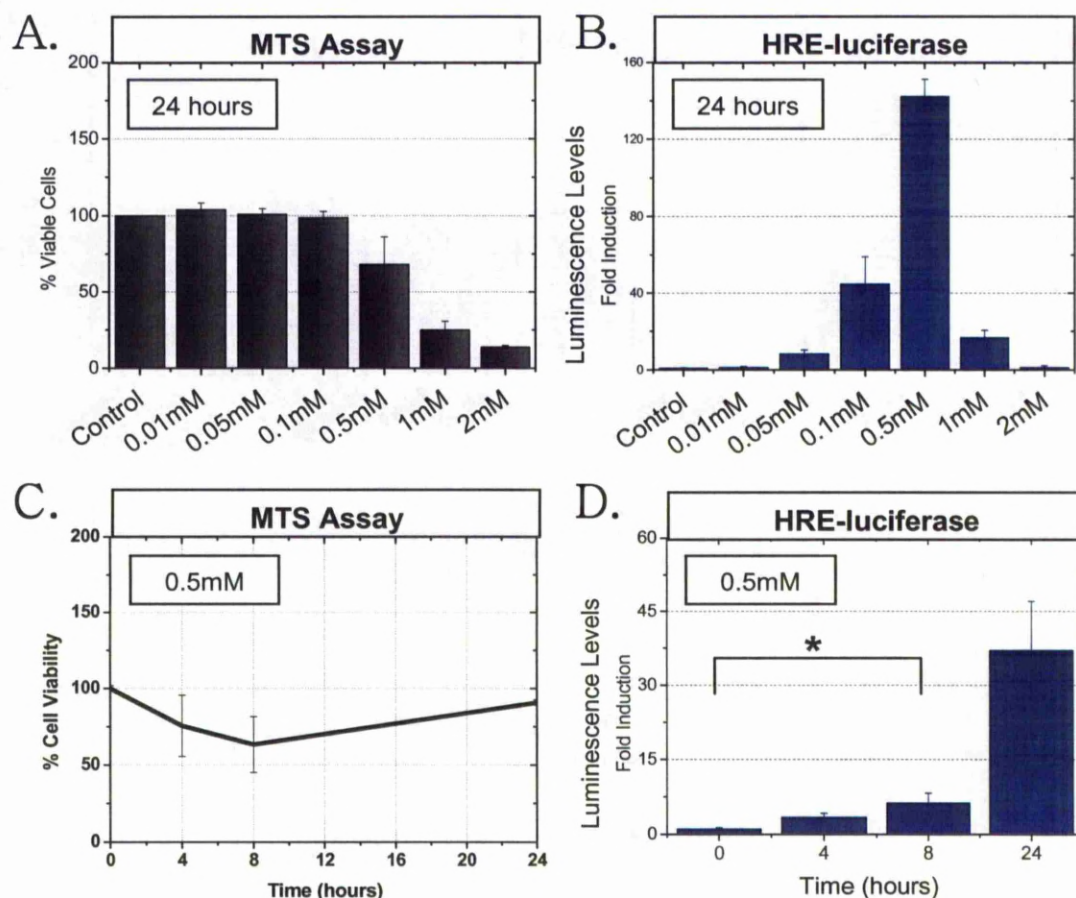 A.
MTS Assay
24 hours
% Viable Cells
200
150
100
50
0
Control
0.01mM
0.05mM
0.1mM
0.5mM
1mM
2mM
B.
HRE-luciferase
24 hours
Luminescence Levels
Fold Induction
160
120
80
40
0
Control
0.01mM
0.05mM
0.1mM
0.5mM
1mM
2mM
C.
MTS Assay
0.5mM
% Cell Viability
200
150
100
50
0
0 4 8 12 16 20 24
Time (hours)
D.
HRE-luciferase
0.5mM
*
Luminescence Levels
Fold Induction
60
45
30
15
0
0 4 8 24
Time (hours)